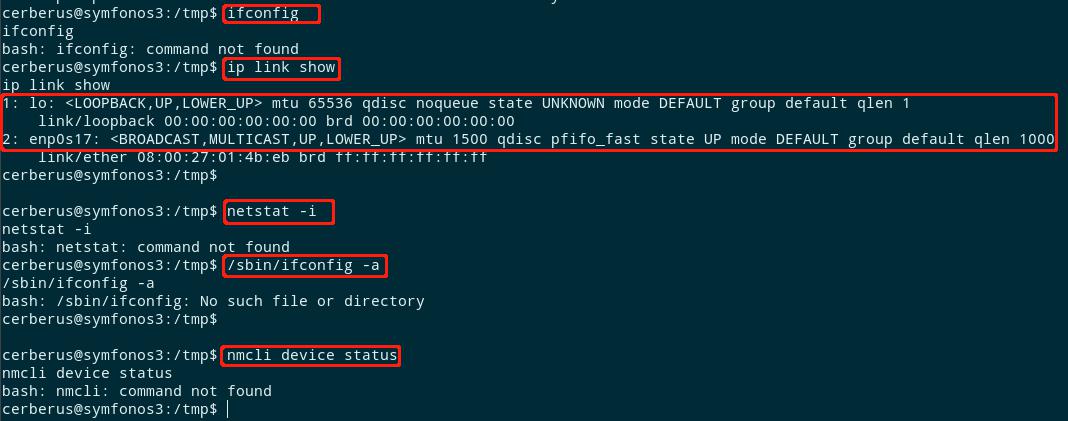 cerberus@symfonos3:/tmp$ ifconfig
ifconfig
bash: ifconfig: command not found
cerberus@symfonos3:/tmp$ ip link show
ip link show
1: lo: <LOOPBACK,UP,LOWER_UP> mtu 65536 qdisc noqueue state UNKNOWN mode DEFAULT group default qlen 1
    link/loopback 00:00:00:00:00:00 brd 00:00:00:00:00:00
2: enp0s17: <BROADCAST,MULTICAST,UP,LOWER_UP> mtu 1500 qdisc pfifo_fast state UP mode DEFAULT group default qlen 1000
    link/ether 08:00:27:01:4b:eb brd ff:ff:ff:ff:ff:ff
cerberus@symfonos3:/tmp$
cerberus@symfonos3:/tmp$ netstat -i
netstat -i
bash: netstat: command not found
cerberus@symfonos3:/tmp$ /sbin/ifconfig -a
/sbin/ifconfig -a
bash: /sbin/ifconfig: No such file or directory
cerberus@symfonos3:/tmp$
cerberus@symfonos3:/tmp$ nmcli device status
nmcli device status
bash: nmcli: command not found
cerberus@symfonos3:/tmp$